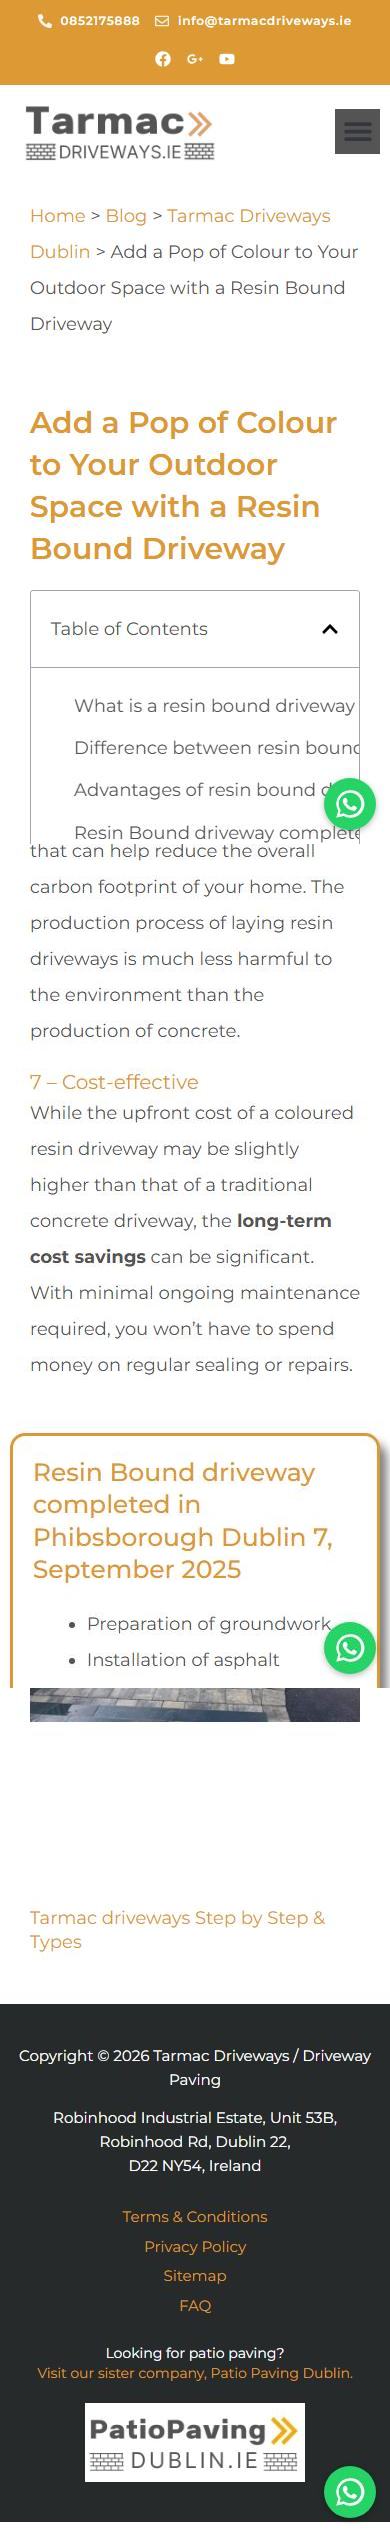 0852175888 info@tarmacdriveways.ie
Tarmac
DRIVEWAYS.IE
Home > Blog > Tarmac Driveways
Dublin > Add a Pop of Colour to Your
Outdoor Space with a Resin Bound
Driveway
Add a Pop of Colour
to Your Outdoor
Space with a Resin
Bound Driveway
Table of Contents
What is a resin bound driveway
Difference between resin bound
Advantages of resin bound
Resin Bound driveway complete
that can help reduce the overall
carbon footprint of your home. The
production process of laying resin
driveways is much less harmful to
the environment than the
production of concrete.
7 – Cost-effective
While the upfront cost of a coloured
resin driveway may be slightly
higher than that of a traditional
concrete driveway, the long-term
cost savings can be significant.
With minimal ongoing maintenance
required, you won’t have to spend
money on regular sealing or repairs.
Resin Bound driveway
completed in
Phibsborough Dublin 7,
September 2025
Preparation of groundwork
Installation of asphalt
Tarmac driveways Step by Step &
Types
Copyright © 2026 Tarmac Driveways / Driveway
Paving
Robinhood Industrial Estate, Unit 53B,
Robinhood Rd, Dublin 22,
D22 NY54, Ireland
Terms & Conditions
Privacy Policy
Sitemap
FAQ
Looking for patio paving?
Visit our sister company, Patio Paving Dublin.
PatioPaving
DUBLIN.IE